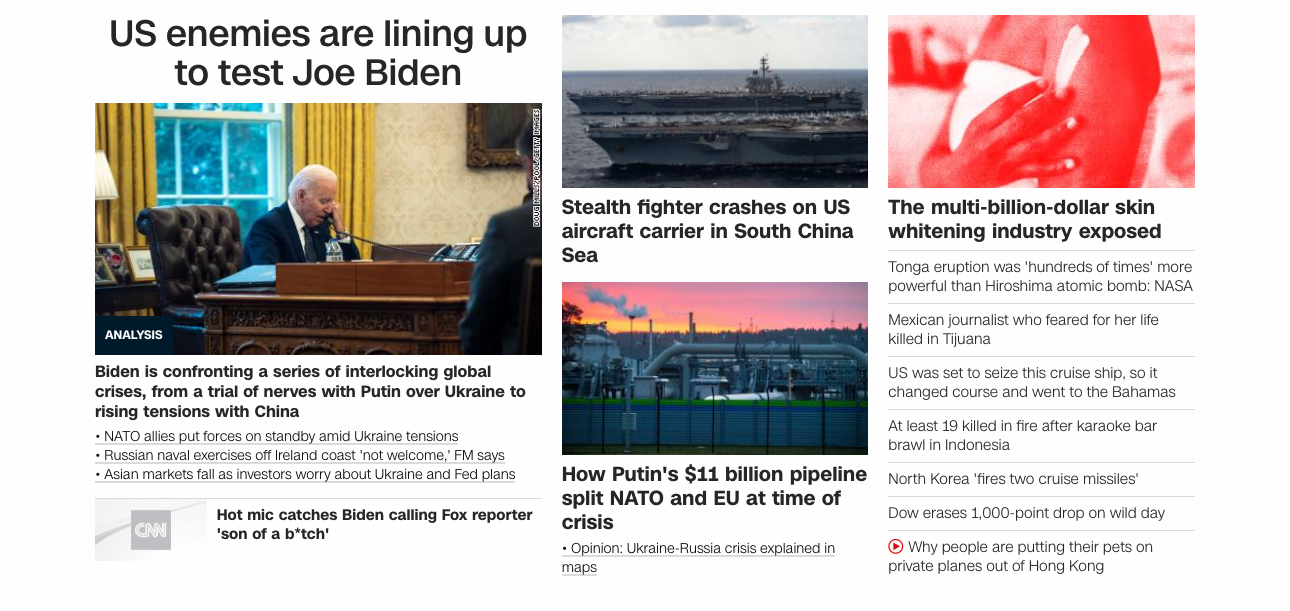 US enemies are lining up
to test Joe Biden
DOUG MILLS/POOL/GETTY IMAGES
ANALYSIS
Biden is confronting a series of interlocking global
crises, from a trial of nerves with Putin over Ukraine to
rising tensions with China
• NATO allies put forces on standby amid Ukraine tensions
• Russian naval exercises off Ireland coast 'not welcome,' FM says
• Asian markets fall as investors worry about Ukraine and Fed plans
CNN
Hot mic catches Biden calling Fox reporter
'son of a b*tch'
Stealth fighter crashes on US
aircraft carrier in South China
Sea
How Putin's $11 billion pipeline
split NATO and EU at time of
crisis
• Opinion: Ukraine-Russia crisis explained in
maps
The multi-billion-dollar skin
whitening industry exposed
Tonga eruption was 'hundreds of times' more
powerful than Hiroshima atomic bomb: NASA
Mexican journalist who feared for her life
killed in Tijuana
US was set to seize this cruise ship, so it
changed course and went to the Bahamas
At least 19 killed in fire after karaoke bar
brawl in Indonesia
North Korea 'fires two cruise missiles'
Dow erases 1,000-point drop on wild day
Why people are putting their pets on
private planes out of Hong Kong